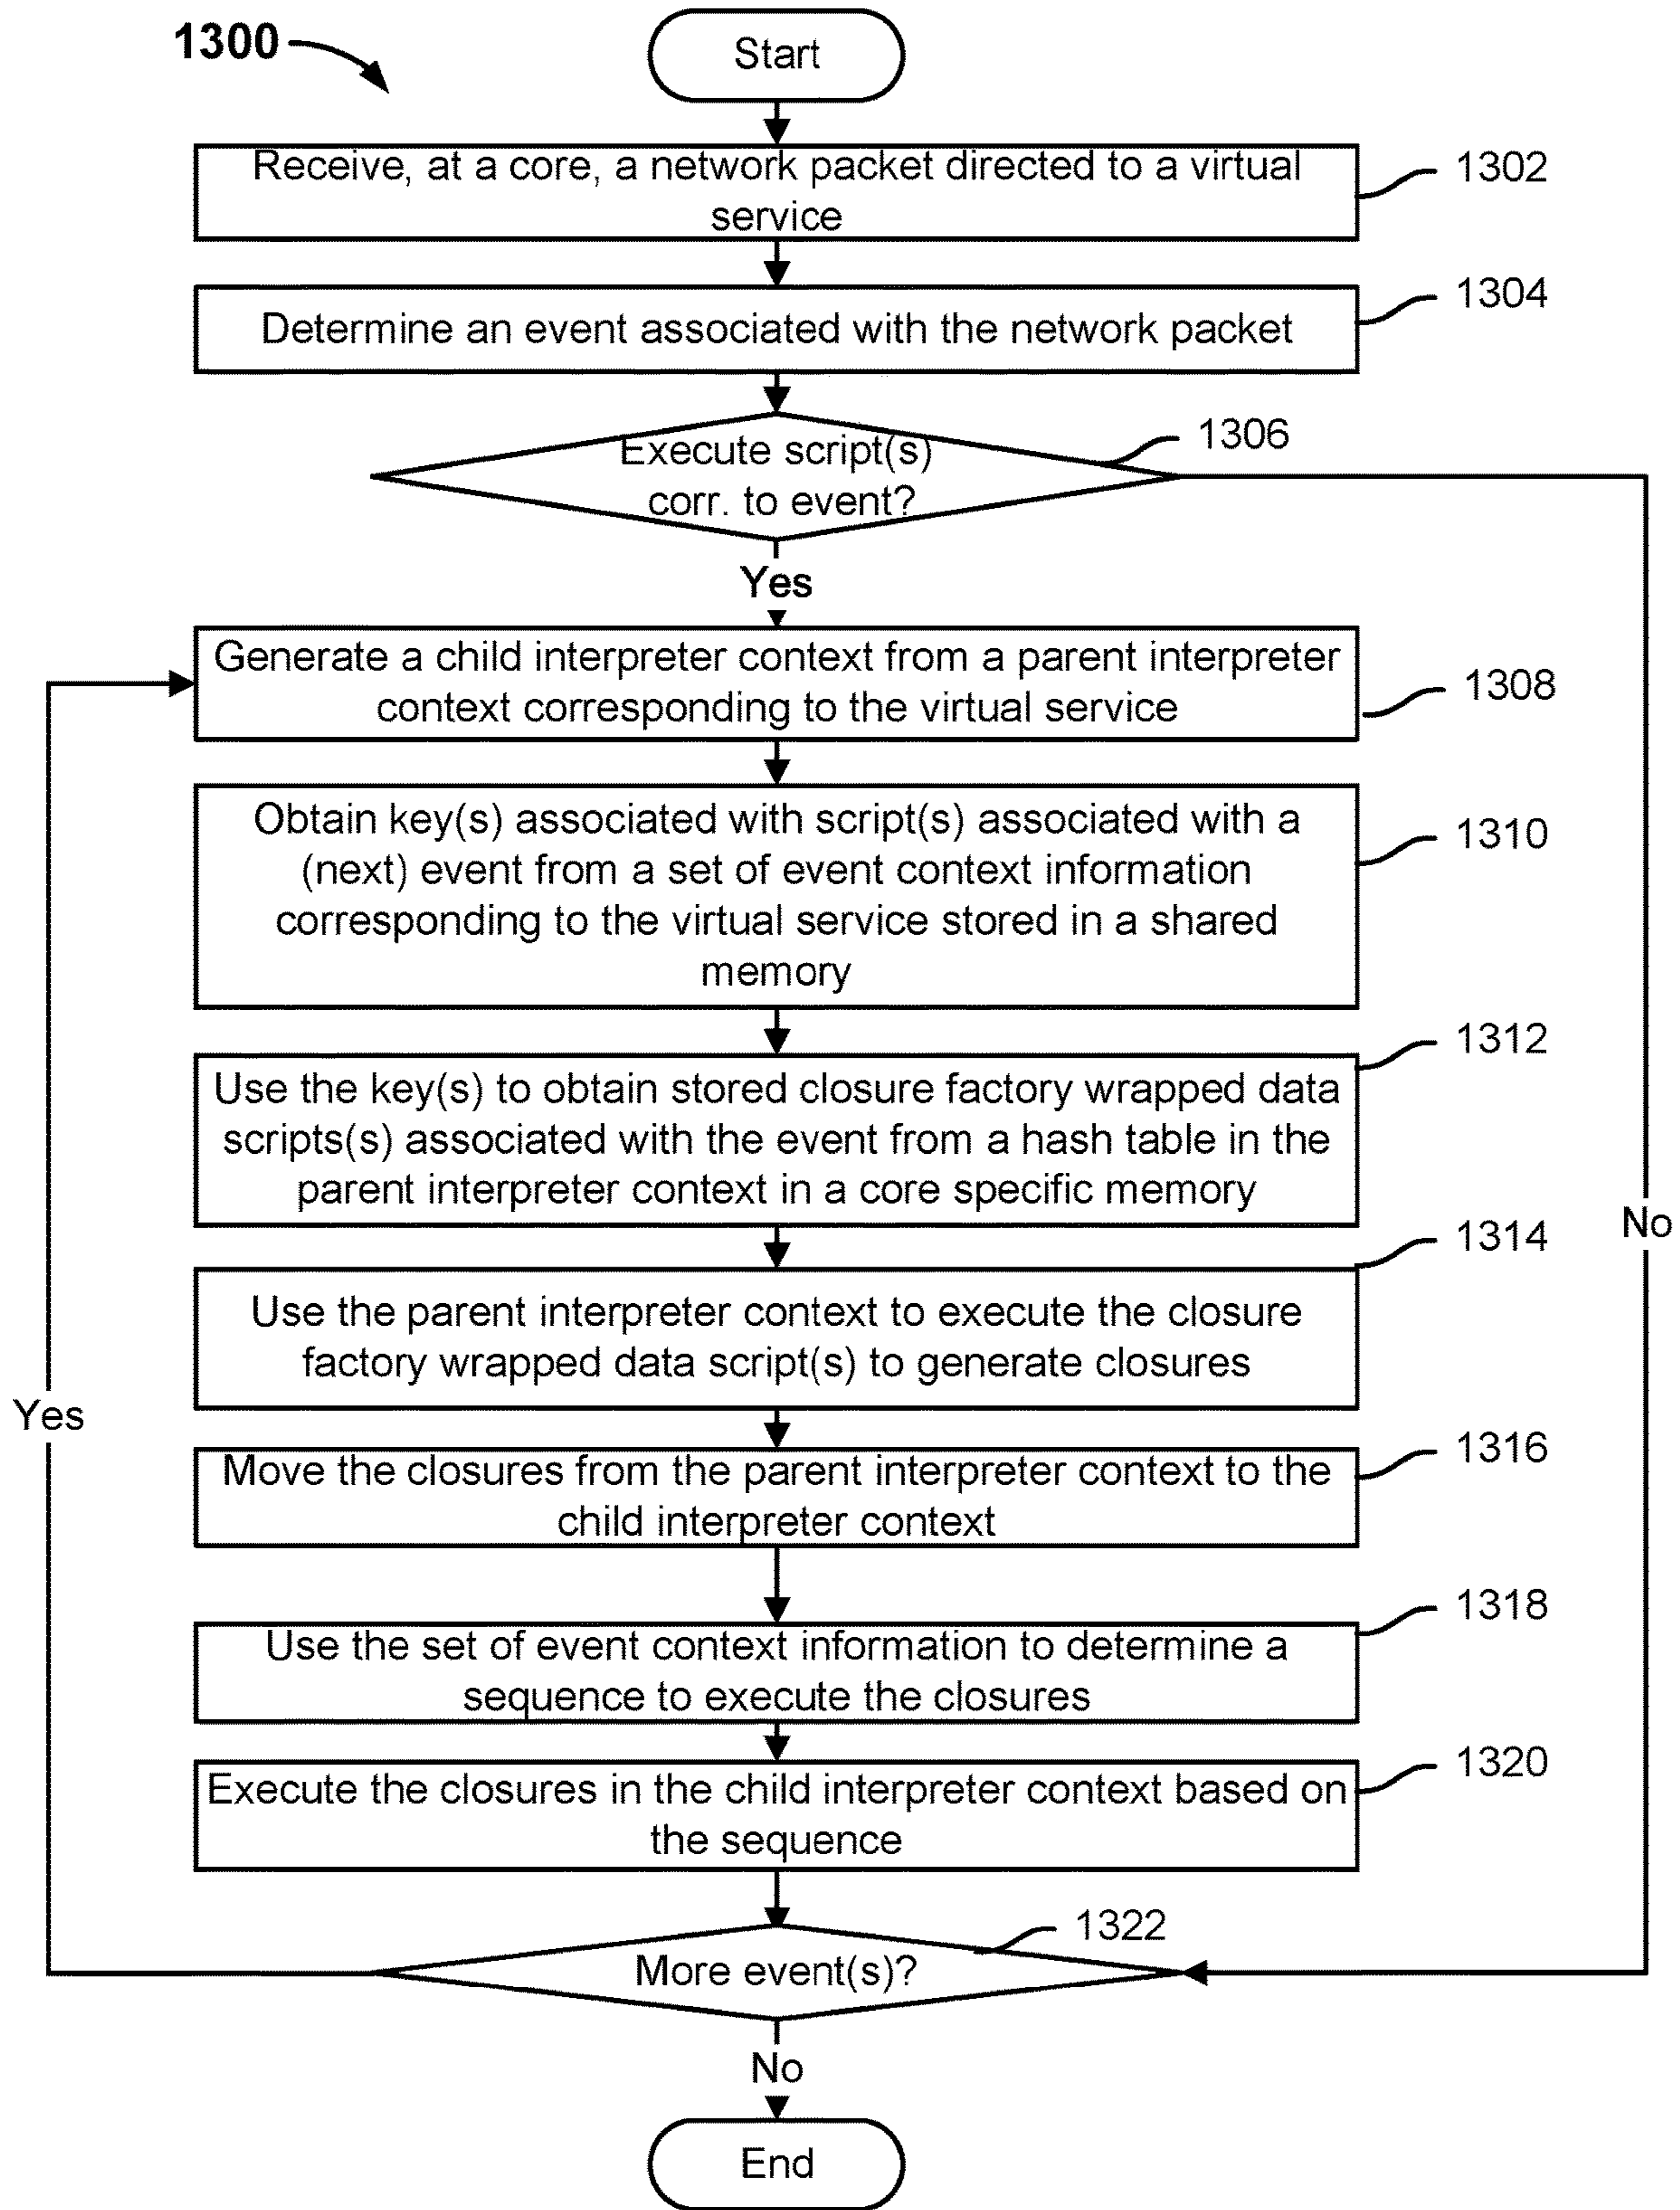 1300
Start
Receive, at a core, a network packet directed to a virtual
service
1302
Determine an event associated with the network packet
1304
Execute script(s)
corr. to event?
1306
Yes
Generate a child interpreter context from a parent interpreter
context corresponding to the virtual service
1308
Obtain key(s) associated with script(s) associated with a
(next) event from a set of event context information
corresponding to the virtual service stored in a shared
memory
1310
Use the key(s) to obtain stored closure factory wrapped data
scripts(s) associated with the event from a hash table in the
parent interpreter context in a core specific memory
1312
No
Use the parent interpreter context to execute the closure
factory wrapped data script(s) to generate closures
1314
Yes
Move the closures from the parent interpreter context to the
child interpreter context
1316
Use the set of event context information to determine a
sequence to execute the closures
1318
Execute the closures in the child interpreter context based on
the sequence
1320
More event(s)?
1322
No
End